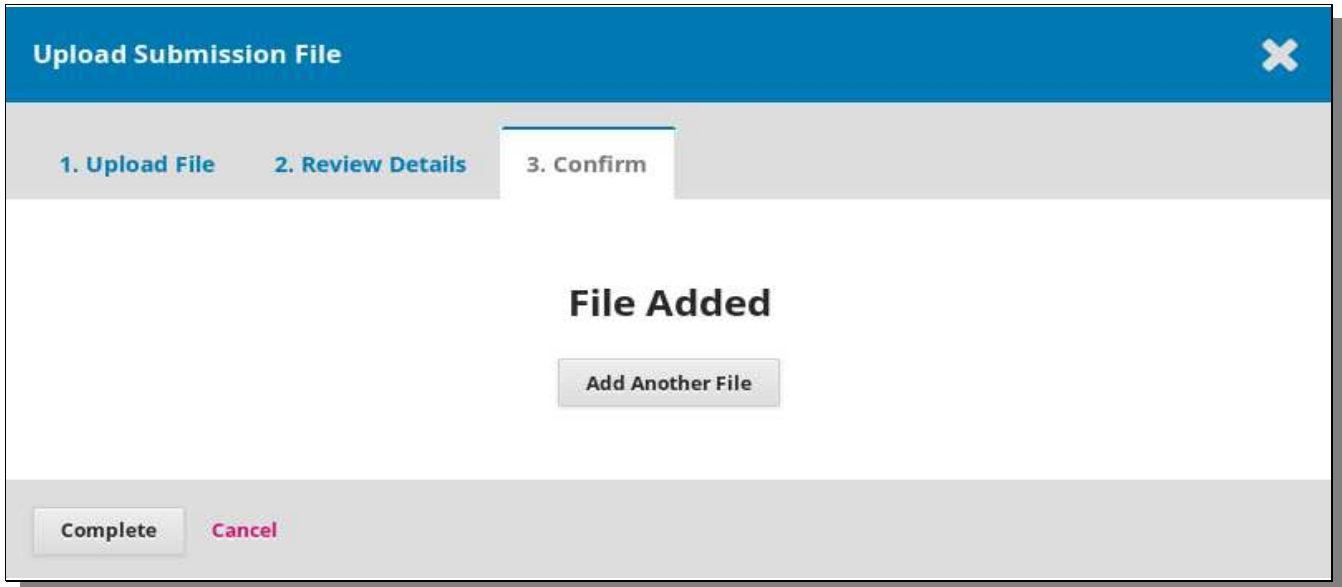 Upload Submission File
1. Upload File 2. Review Details 3. Confirm
File Added
Add Another File
Complete Cancel